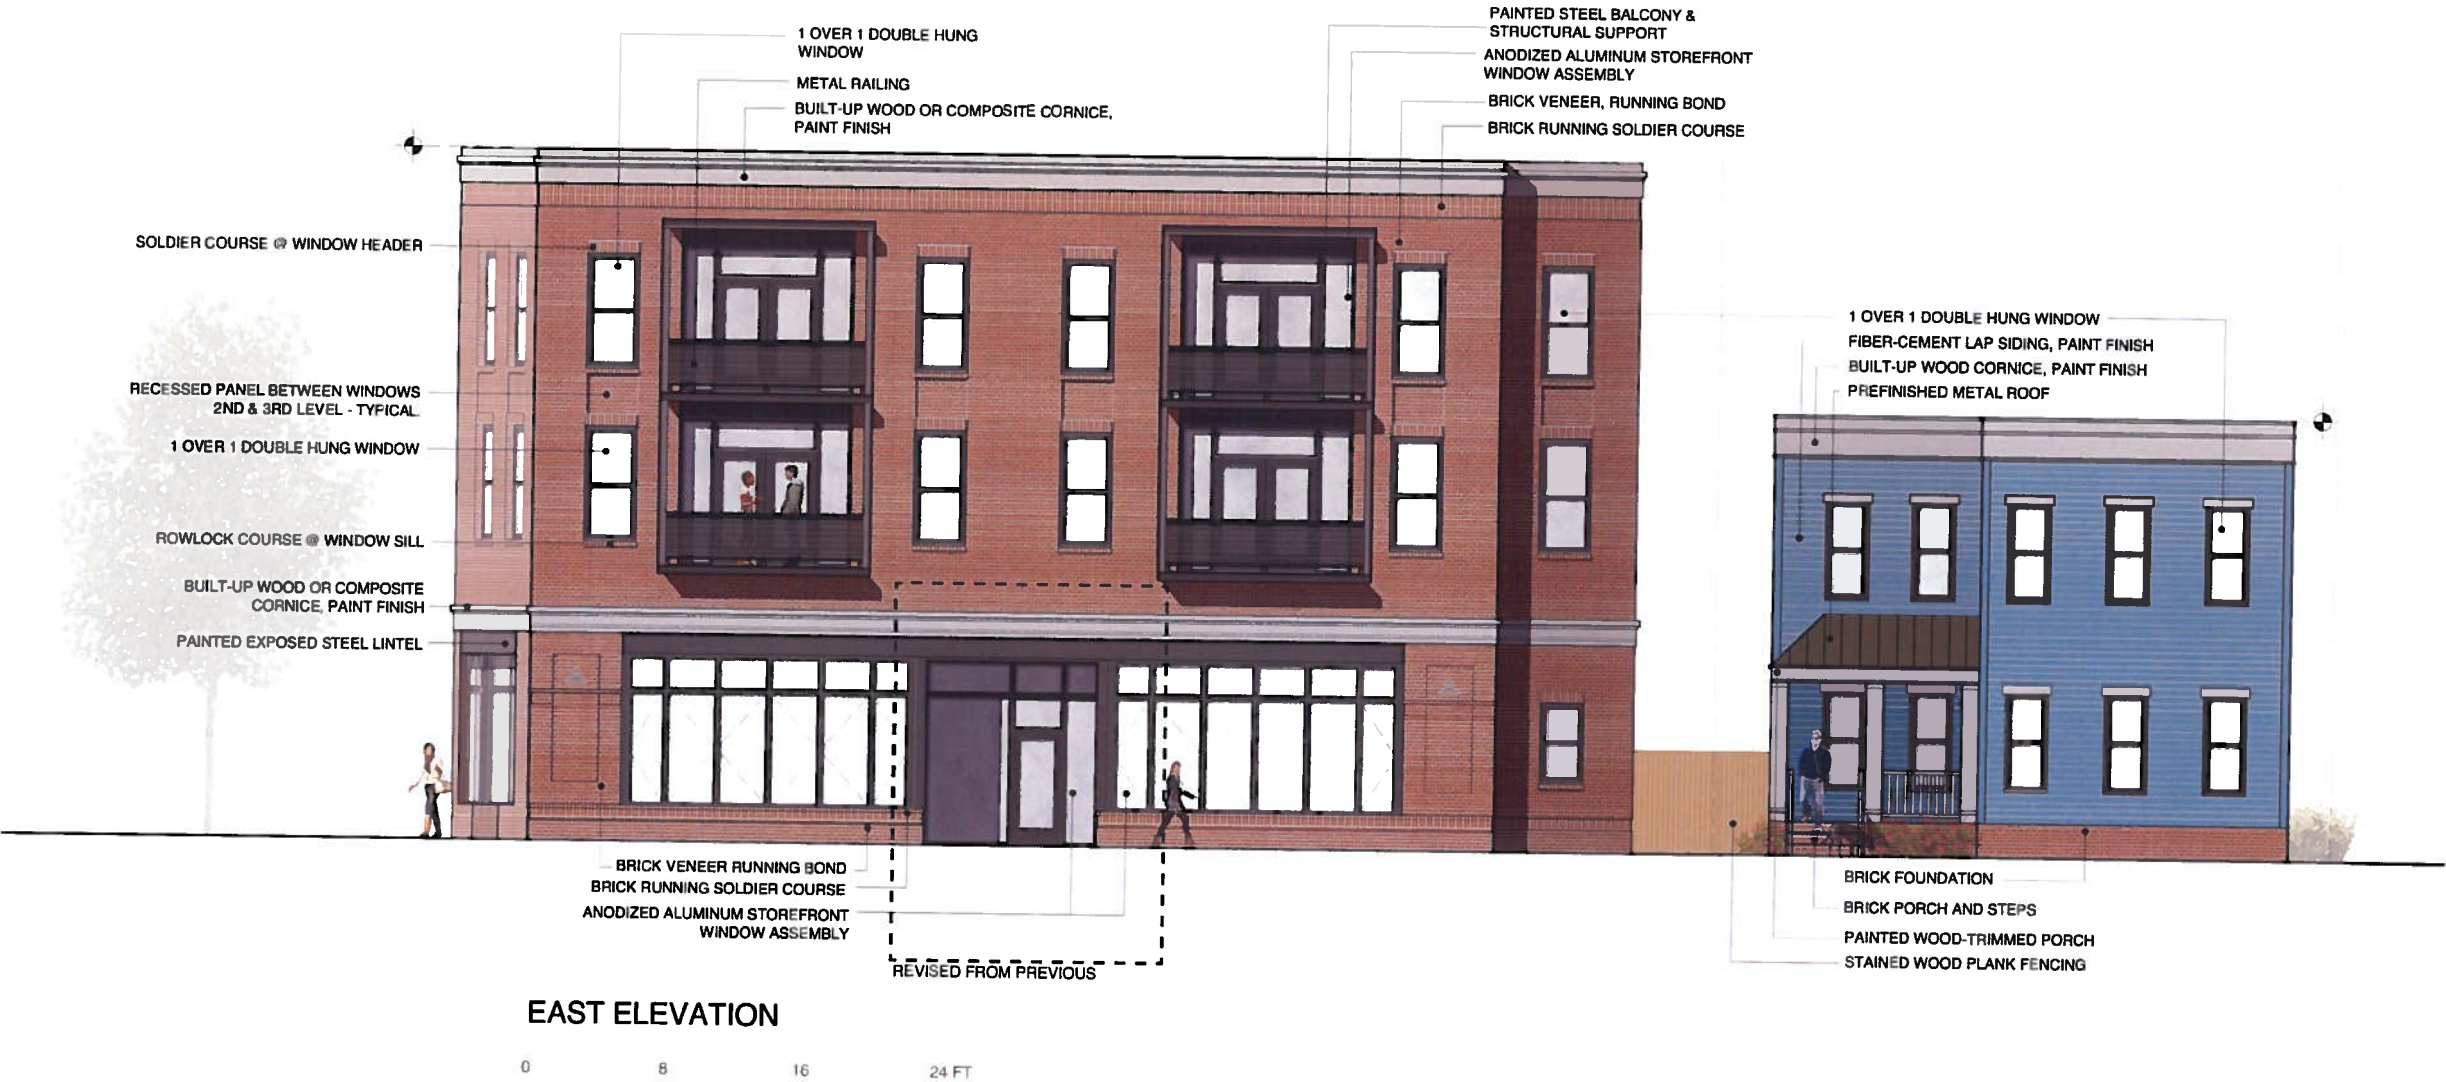 1 OVER 1 DOUBLE HUNG
WINDOW
METAL RAILING
BUILT-UP WOOD OR COMPOSITE CORNICE,
PAINT FINISH
PAINTED STEEL BALCONY &
STRUCTURAL SUPPORT
ANODIZED ALUMINUM STOREFRONT
WINDOW ASSEMBLY
BRICK VENEER, RUNNING BOND
BRICK RUNNING SOLDIER COURSE
SOLDIER COURSE @ WINDOW HEADER
RECESSED PANEL BETWEEN WINDOWS
2ND & 3RD LEVEL - TYPICAL
1 OVER 1 DOUBLE HUNG WINDOW
ROWLOCK COURSE @ WINDOW SILL
BUILT-UP WOOD OR COMPOSITE
CORNICE, PAINT FINISH
PAINTED EXPOSED STEEL LINTEL
1 OVER 1 DOUBLE HUNG WINDOW
FIBER-CEMENT LAP SIDING, PAINT FINISH
BUILT-UP WOOD CORNICE, PAINT FINISH
PREFINISHED METAL ROOF
BRICK VENEER RUNNING BOND
BRICK RUNNING SOLDIER COURSE
ANODIZED ALUMINUM STOREFRONT
WINDOW ASSEMBLY
REVISED FROM PREVIOUS
BRICK FOUNDATION
BRICK PORCH AND STEPS
PAINTED WOOD-TRIMMED PORCH
STAINED WOOD PLANK FENCING
EAST ELEVATION
0 8 16 24 FT